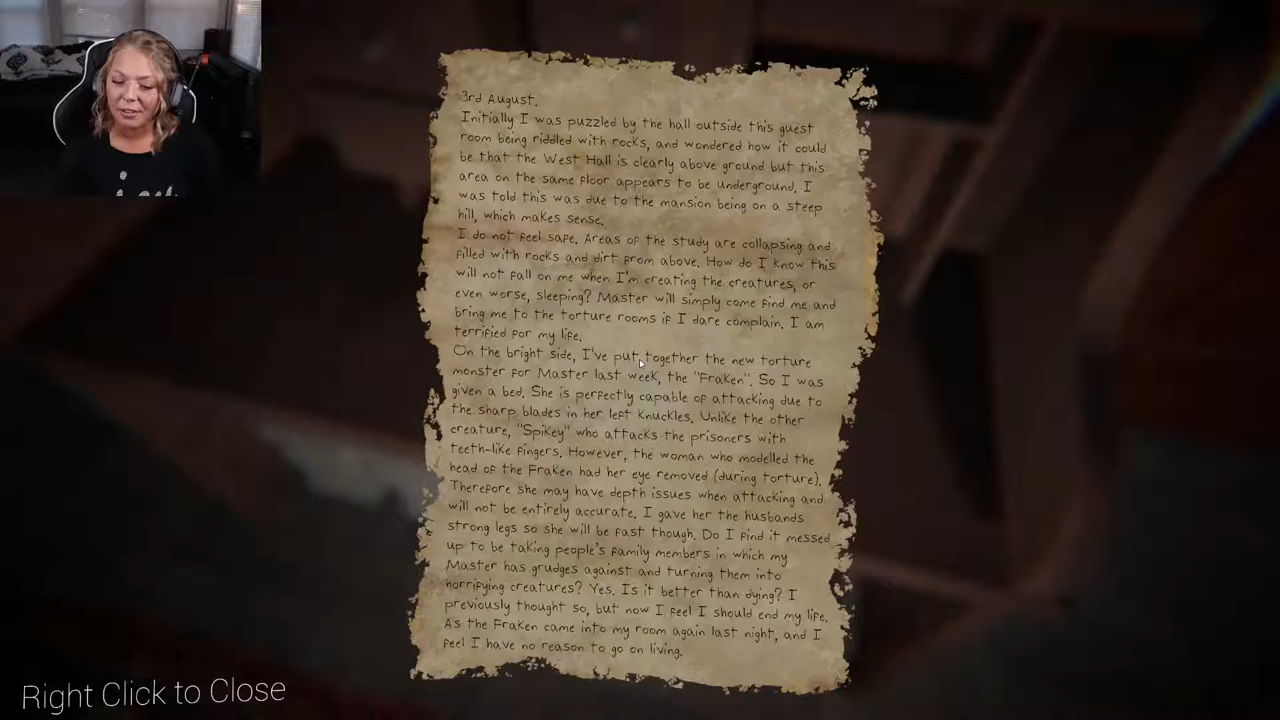 3rd August.
Initially I was puzzled by the hall outside this guest
room being riddled with rocks, and wondered how it could
be that the West Hall is clearly above ground but this
area on the same floor appears to be underground. I
was told this was due to the mansion being on a steep
hill, which makes sense.
I do not feel safe. Areas of the study are collapsing and
filled with rocks and dirt from above. How do I know this
will not fall on me when I'm creating the creatures, or
even worse, sleeping? Master will simply come find me and
bring me to the torture rooms if I dare complain. I am
terrified for my life.
On the bright side, I've put together the new torture
monster for Master last week, the "Fraken". So I was
given a bed. She is perfectly capable of attacking due to
the sharp blades in her left knuckles. Unlike the other
creature, "Spikey" who attacks the prisoners with
teeth-like fingers. However, the woman who modelled the
head of the Fraken had her eye removed (during torture).
Therefore she may have depth issues when attacking and
will not be entirely accurate. I gave her the husbands
strong legs so she will be fast though. Do I find it messed
up to be taking people's family members in which my
Master has grudges against and turning them into
horrifying creatures? Yes. Is it better than dying? I
previously thought so, but now I feel I should end my life.
As the Fraken came into my room again last night, and I
feel I have no reason to go on living.
Right Click to Close